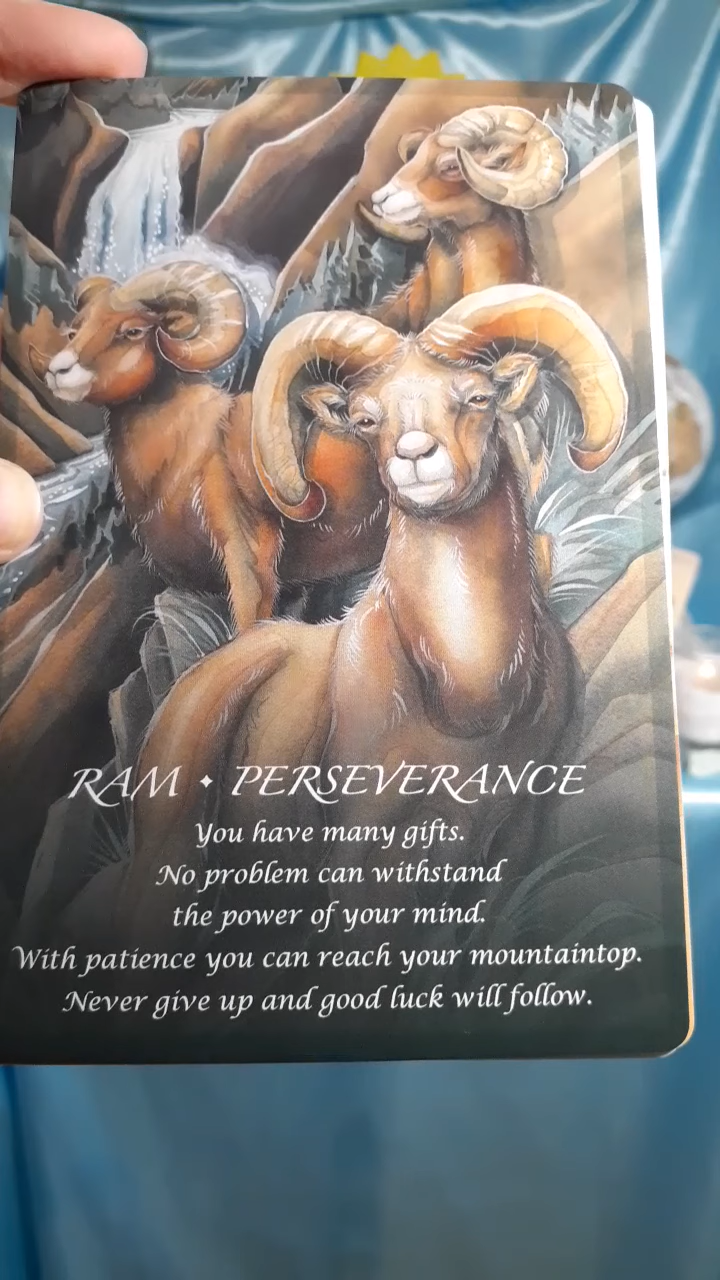 RAM ✦ PERSEVERANCE
You have many gifts.
No problem can withstand
the power of your mind.
With patience you can reach your mountaintop.
Never give up and good luck will follow.